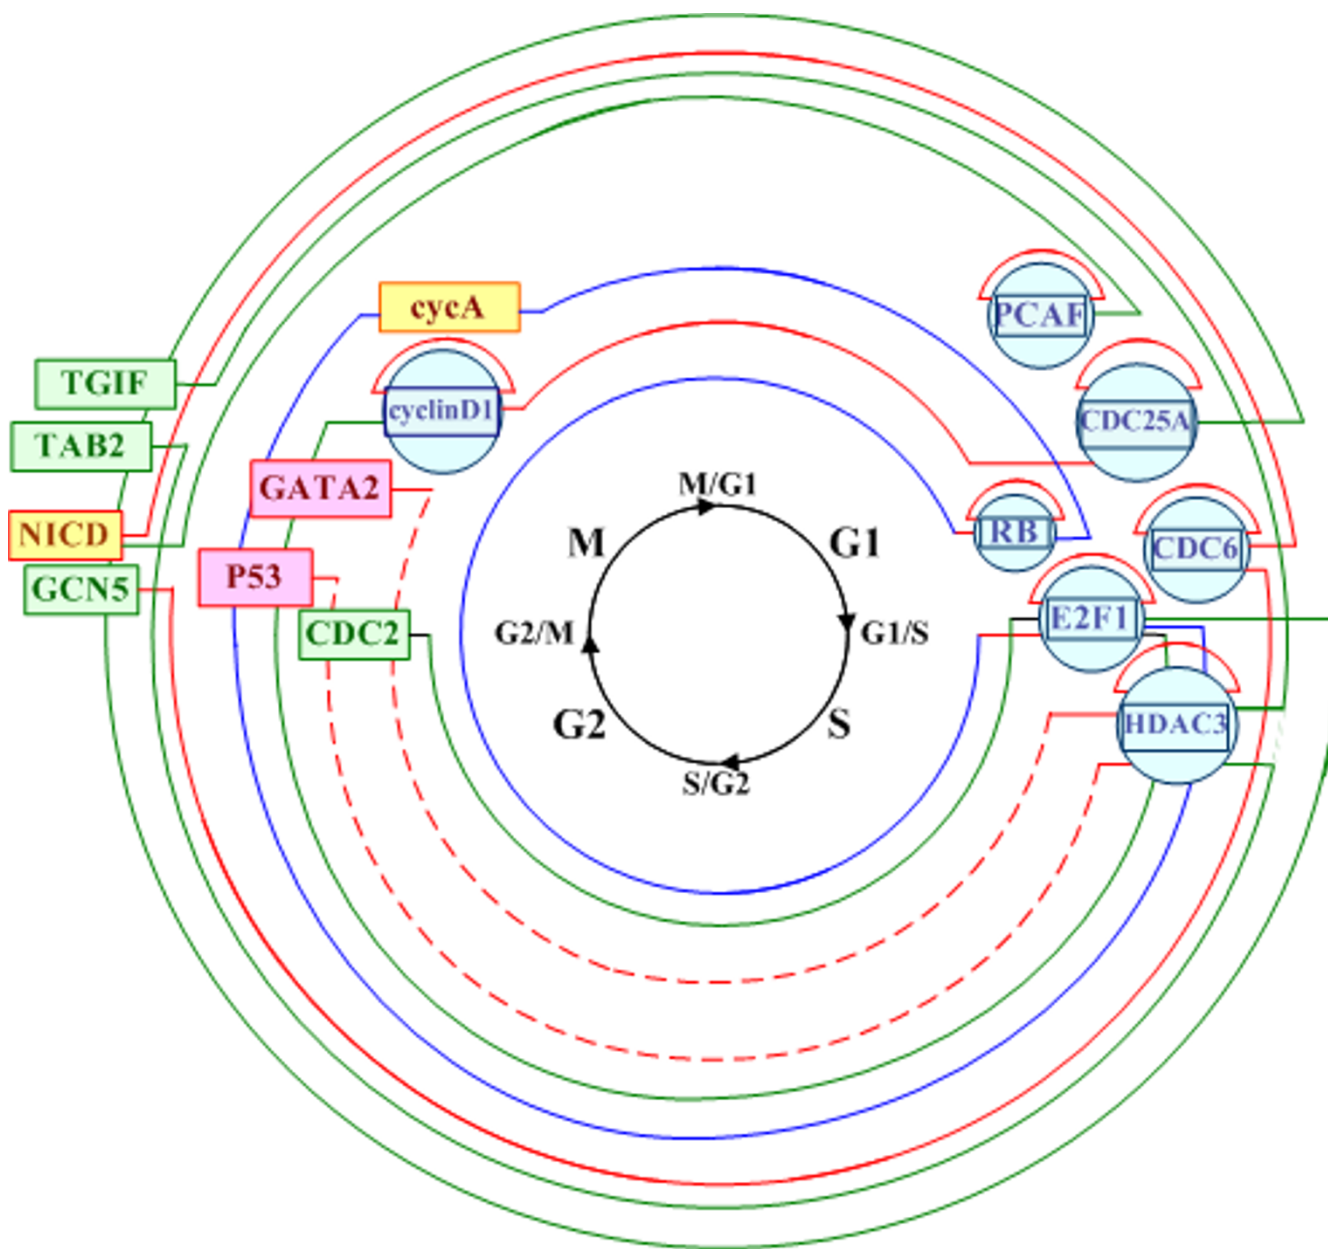 cycA
PCAF
TGIF
cyclinD1
CDC25A
TAB2
GATA2
M/G1
NICD
M
G1
RB
CDC6
P53
GCN5
CDC2
G2/M
G1/S
E2F1
G2
S
HDAC3
S/G2